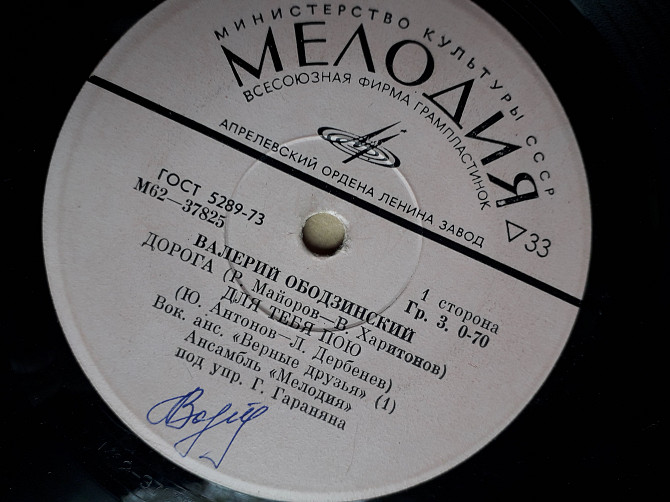 МИНИСТЕРСТВО КУЛЬТУРЫ СССР
МЕЛОДИЯ
ВСЕСОЮЗНАЯ ФИРМА ГРАМПЛАСТИНОК
АПРЕЛЕВСКИЙ ОРДЕНА ЛЕНИНА ЗАВОД
33
ГОСТ 5289-73
М62—37825
1 сторона
Гр. 3. 0-70
ВАЛЕРИЙ ОБОДЗИНСКИЙ
ДОРОГА (Р. Майоров—В. Харитонов)
ДЛЯ ТЕБЯ ПОЮ
(Ю. Антонов—Л. Дербенев)
Вок. анс. «Верные друзья» (1)
Ансамбль «Мелодия»
под упр. Г. Гараняна